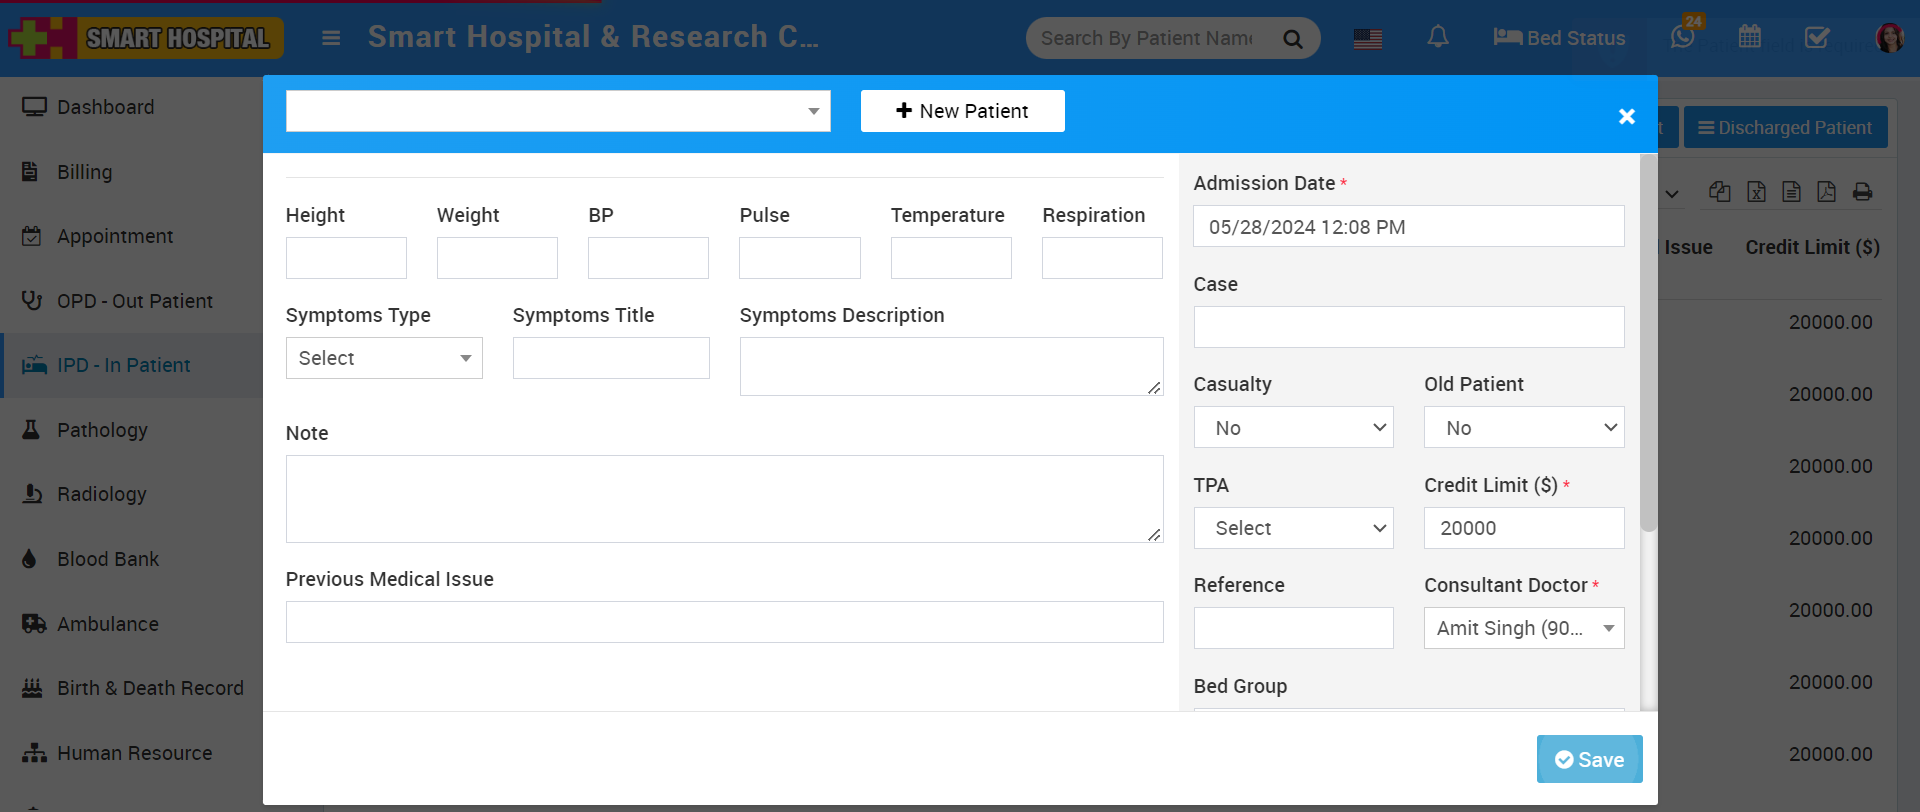 SMART HOSPITAL
Smart Hospital & Research C...
Search By Patient Name
Bed Status
24
Dashboard
Billing
Appointment
OPD - Out Patient
IPD - In Patient
Pathology
Radiology
Blood Bank
Ambulance
Birth & Death Record
Human Resource
New Patient
×
Discharged Patient
Height Weight BP Pulse Temperature Respiration
Symptoms Type Symptoms Title Symptoms Description
Select
Note
Previous Medical Issue
Admission Date *
05/28/2024 12:08 PM
Case
Casualty Old Patient
No No
TPA Credit Limit ($) *
Select 20000
Reference Consultant Doctor *
Amit Singh (90...
Bed Group
Save
Issue Credit Limit ($)
20000.00
20000.00
20000.00
20000.00
20000.00
20000.00
20000.00